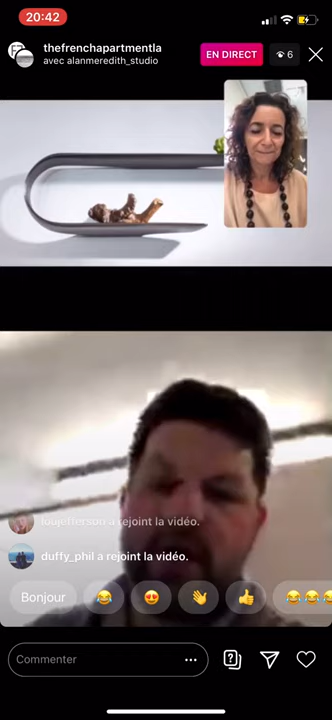 20:42
thefrenchapartmentla
avec alanmeredith_studio
EN DIRECT
6
loujefferson a rejoint la vidéo.
duffy_phil a rejoint la vidéo.
Bonjour
Commenter